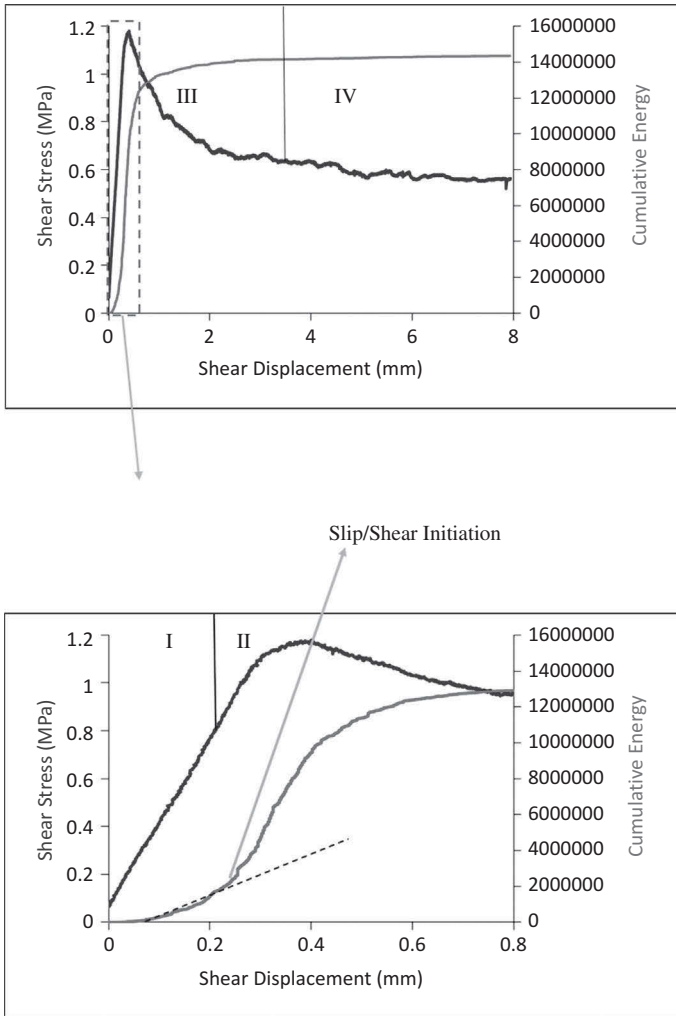 1.2
1
0.8
0.6
0.4
0.2
0
Shear Stress (MPa)
III
IV
16000000
14000000
12000000
10000000
8000000
6000000
4000000
2000000
0
Cumulative Energy
0 2 4 6 8
Shear Displacement (mm)
Slip/Shear Initiation
1.2
1
0.8
0.6
0.4
0.2
0
Shear Stress (MPa)
I
II
16000000
14000000
12000000
10000000
8000000
6000000
4000000
2000000
0
Cumulative Energy
0 0.2 0.4 0.6 0.8
Shear Displacement (mm)